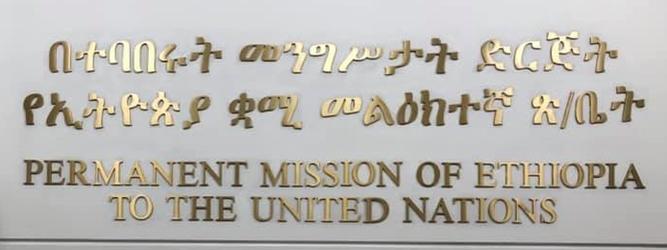 በተባበሩት መንግሥታት ድርጅት
የኢትዮጵያ ቋሚ መልዕክተኛ ጽ/ቤት
PERMANENT MISSION OF ETHIOPIA
TO THE UNITED NATIONS